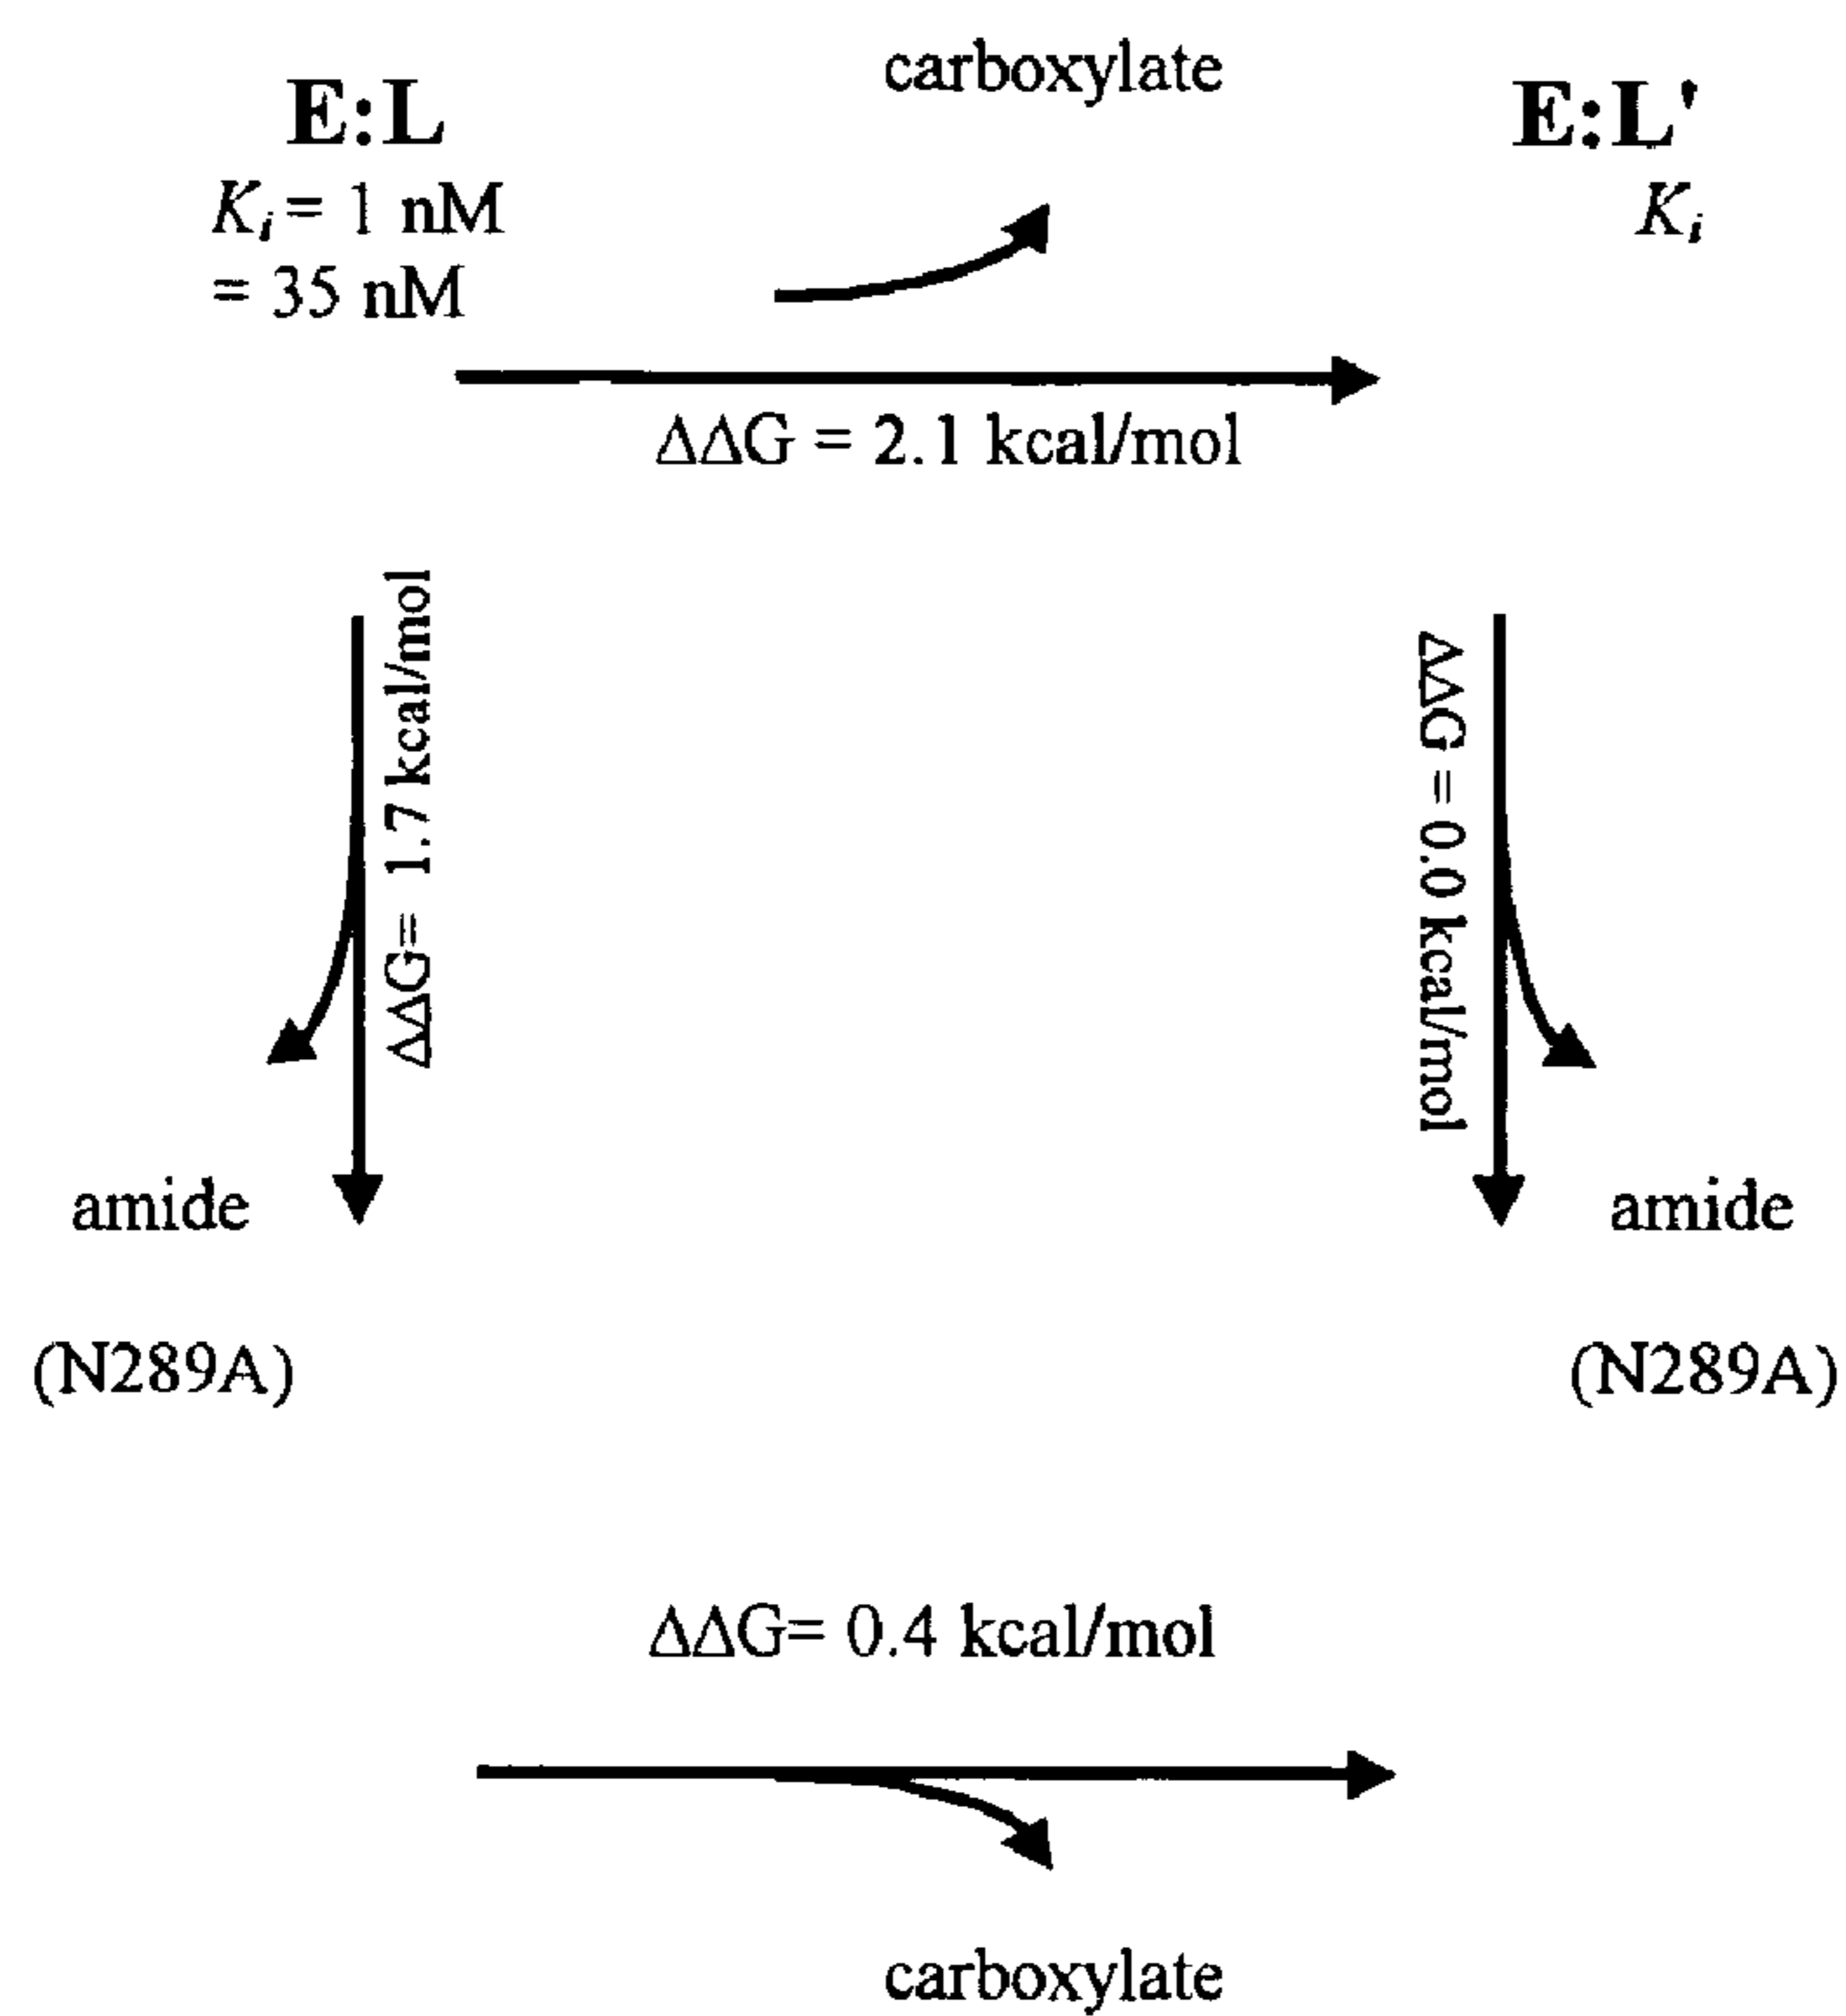 carboxylate
E:L
E:L'
Ki = 1 nM
Ki
= 35 nM
ΔΔG = 2.1 kcal/mol
ΔΔG= 1.7 kcal/mol
ΔΔG = 0.0 kcal/mol
amide
amide
(N289A)
(N289A)
ΔΔG= 0.4 kcal/mol
carboxylate